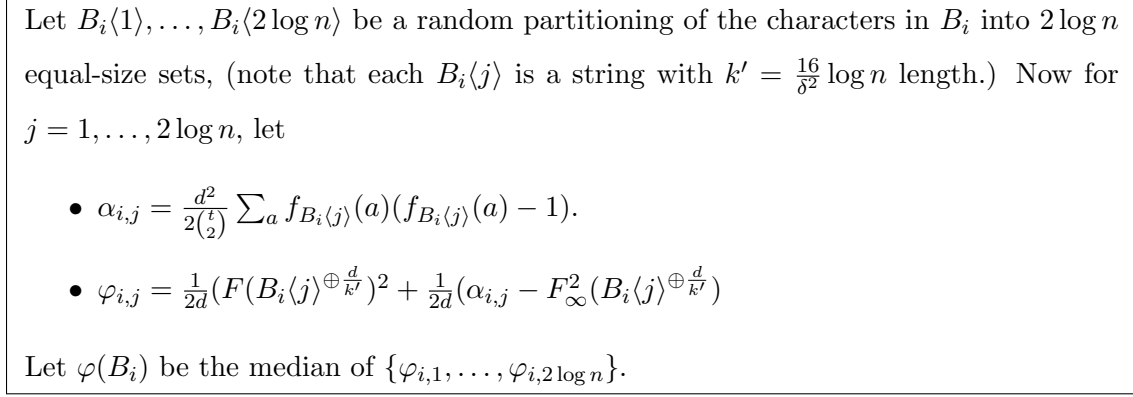 Let $B_i\langle 1\rangle, \ldots, B_i\langle 2\log n\rangle$ be a random partitioning of the characters in $B_i$ into $2\log n$
equal-size sets, (note that each $B_i\langle j\rangle$ is a string with $k' = \frac{16}{\delta^2}\log n$ length.) Now for
$j = 1, \ldots, 2\log n$, let
• $\alpha_{i,j} = \frac{d^2}{2\binom{t}{2}} \sum_a f_{B_i\langle j\rangle}(a)(f_{B_i\langle j\rangle}(a) - 1).$
• $\varphi_{i,j} = \frac{1}{2d}(F(B_i\langle j\rangle^{\oplus \frac{d}{k'}})^2 + \frac{1}{2d}(\alpha_{i,j} - F_\infty^2(B_i\langle j\rangle^{\oplus \frac{d}{k'}})$
Let $\varphi(B_i)$ be the median of $\{\varphi_{i,1}, \ldots, \varphi_{i,2\log n}\}$.